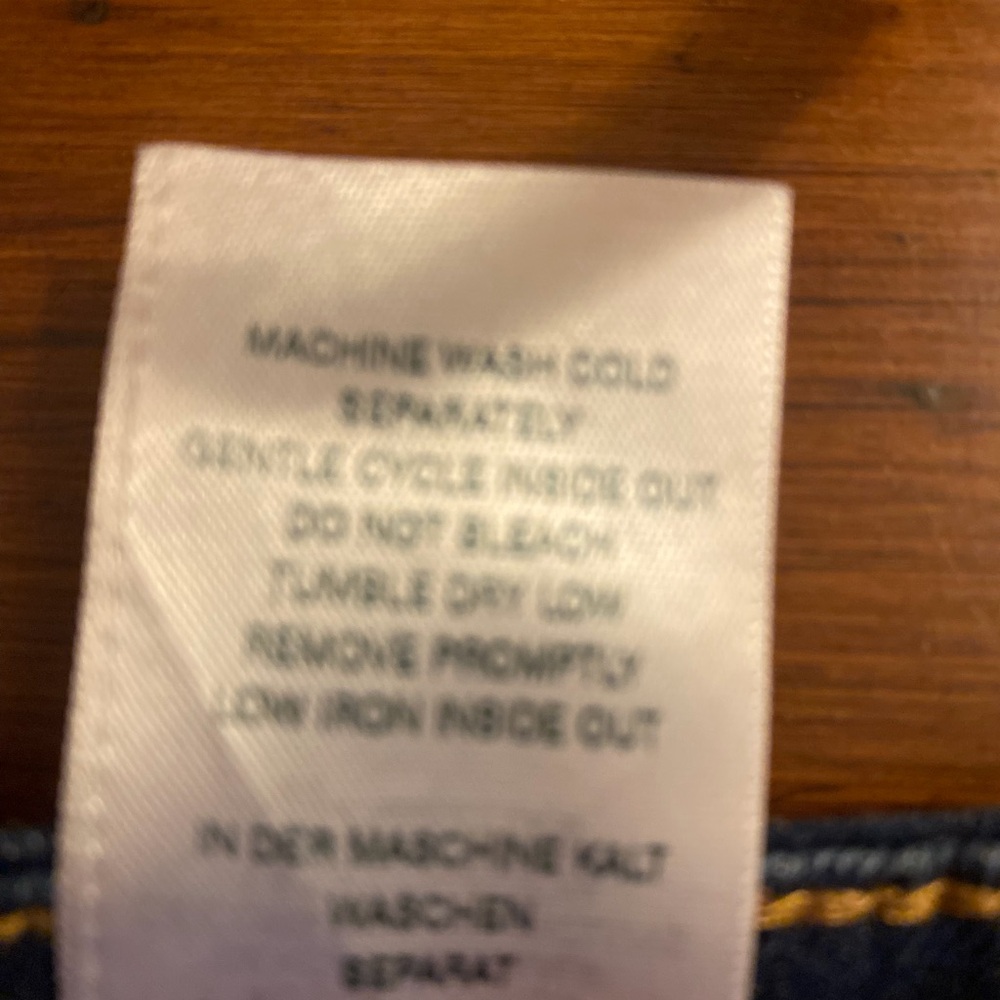 MACHINE WASH COLD
SEPARATELY
GENTLE CYCLE INSIDE OUT
DO NOT BLEACH
TUMBLE DRY LOW
REMOVE PROMPTLY
LOW IRON INSIDE OUT
IN DER MASCHINE KALT
WASCHEN
SEPARAT